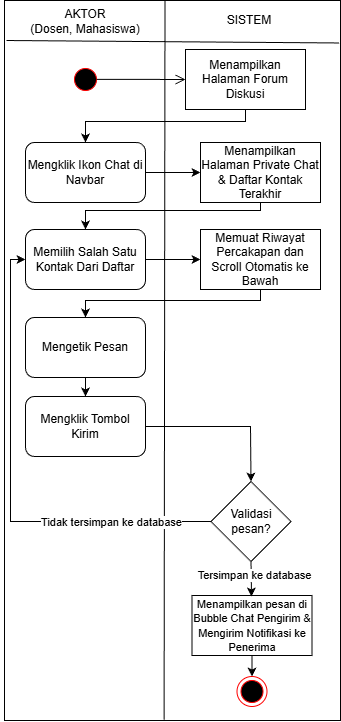 AKTOR
(Dosen, Mahasiswa)
SISTEM
Menampilkan
Halaman Forum
Diskusi
Mengklik Ikon Chat di
Navbar
Menampilkan
Halaman Private Chat
& Daftar Kontak
Terakhir
Memilih Salah Satu
Kontak Dari Daftar
Memuat Riwayat
Percakapan dan
Scroll Otomatis ke
Bawah
Mengetik Pesan
Mengklik Tombol
Kirim
Validasi
pesan?
Tidak tersimpan ke database
Tersimpan ke database
Menampilkan pesan di
Bubble Chat Pengirim &
Mengirim Notifikasi ke
Penerima